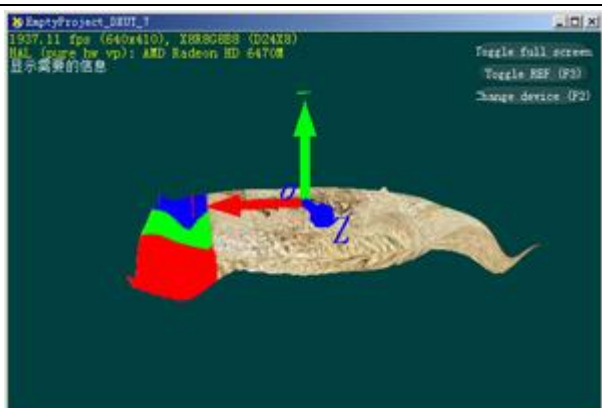 EmptyProject_DXUT_7
1937.11 fps (640x410), X8R8G8B8 (D24X8)
HAL (pure hw vp): AMD Radeon HD 6470M
显示需要的信息
Toggle full screen
Toggle REF (F3)
Change device (F2)
o
Z